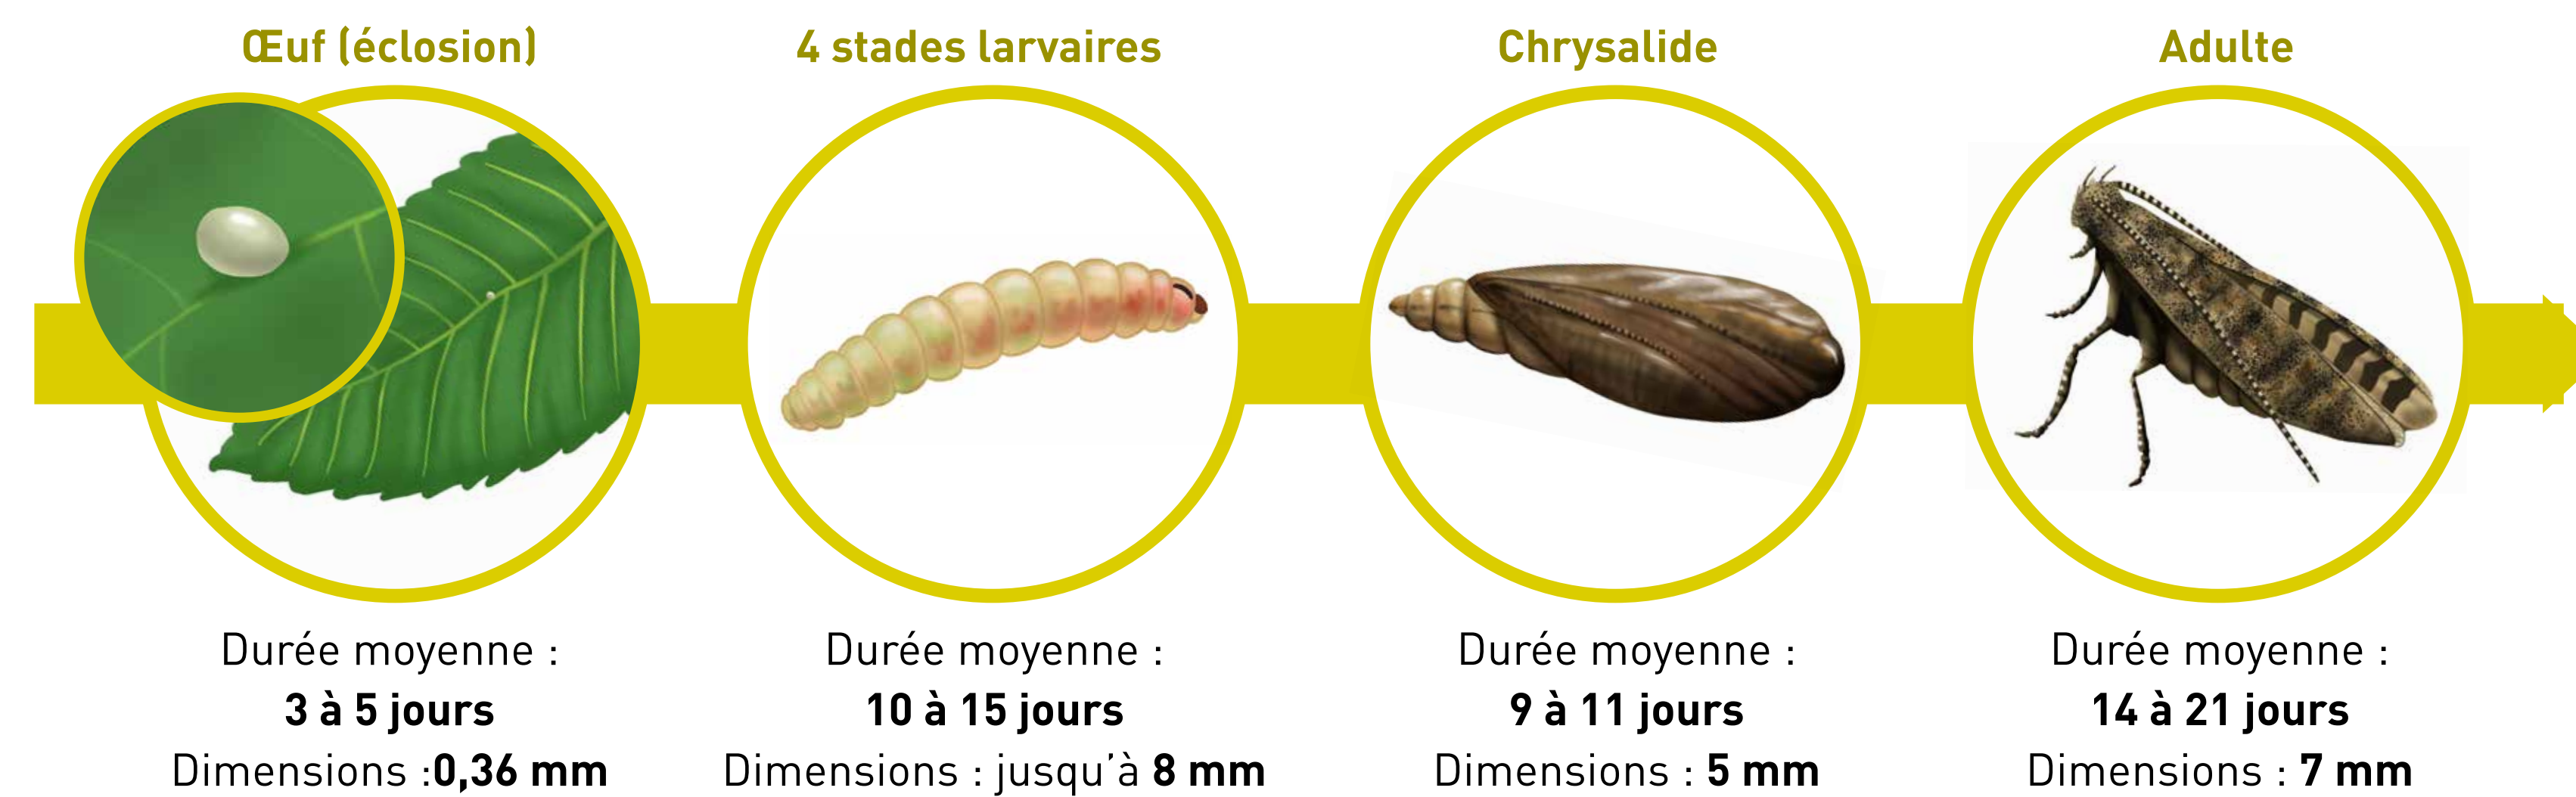 Œuf (éclosion)
4 stades larvaires
Chrysalide
Adulte
Durée moyenne :
3 à 5 jours
Dimensions :0,36 mm
Durée moyenne :
10 à 15 jours
Dimensions : jusqu’à 8 mm
Durée moyenne :
9 à 11 jours
Dimensions : 5 mm
Durée moyenne :
14 à 21 jours
Dimensions : 7 mm